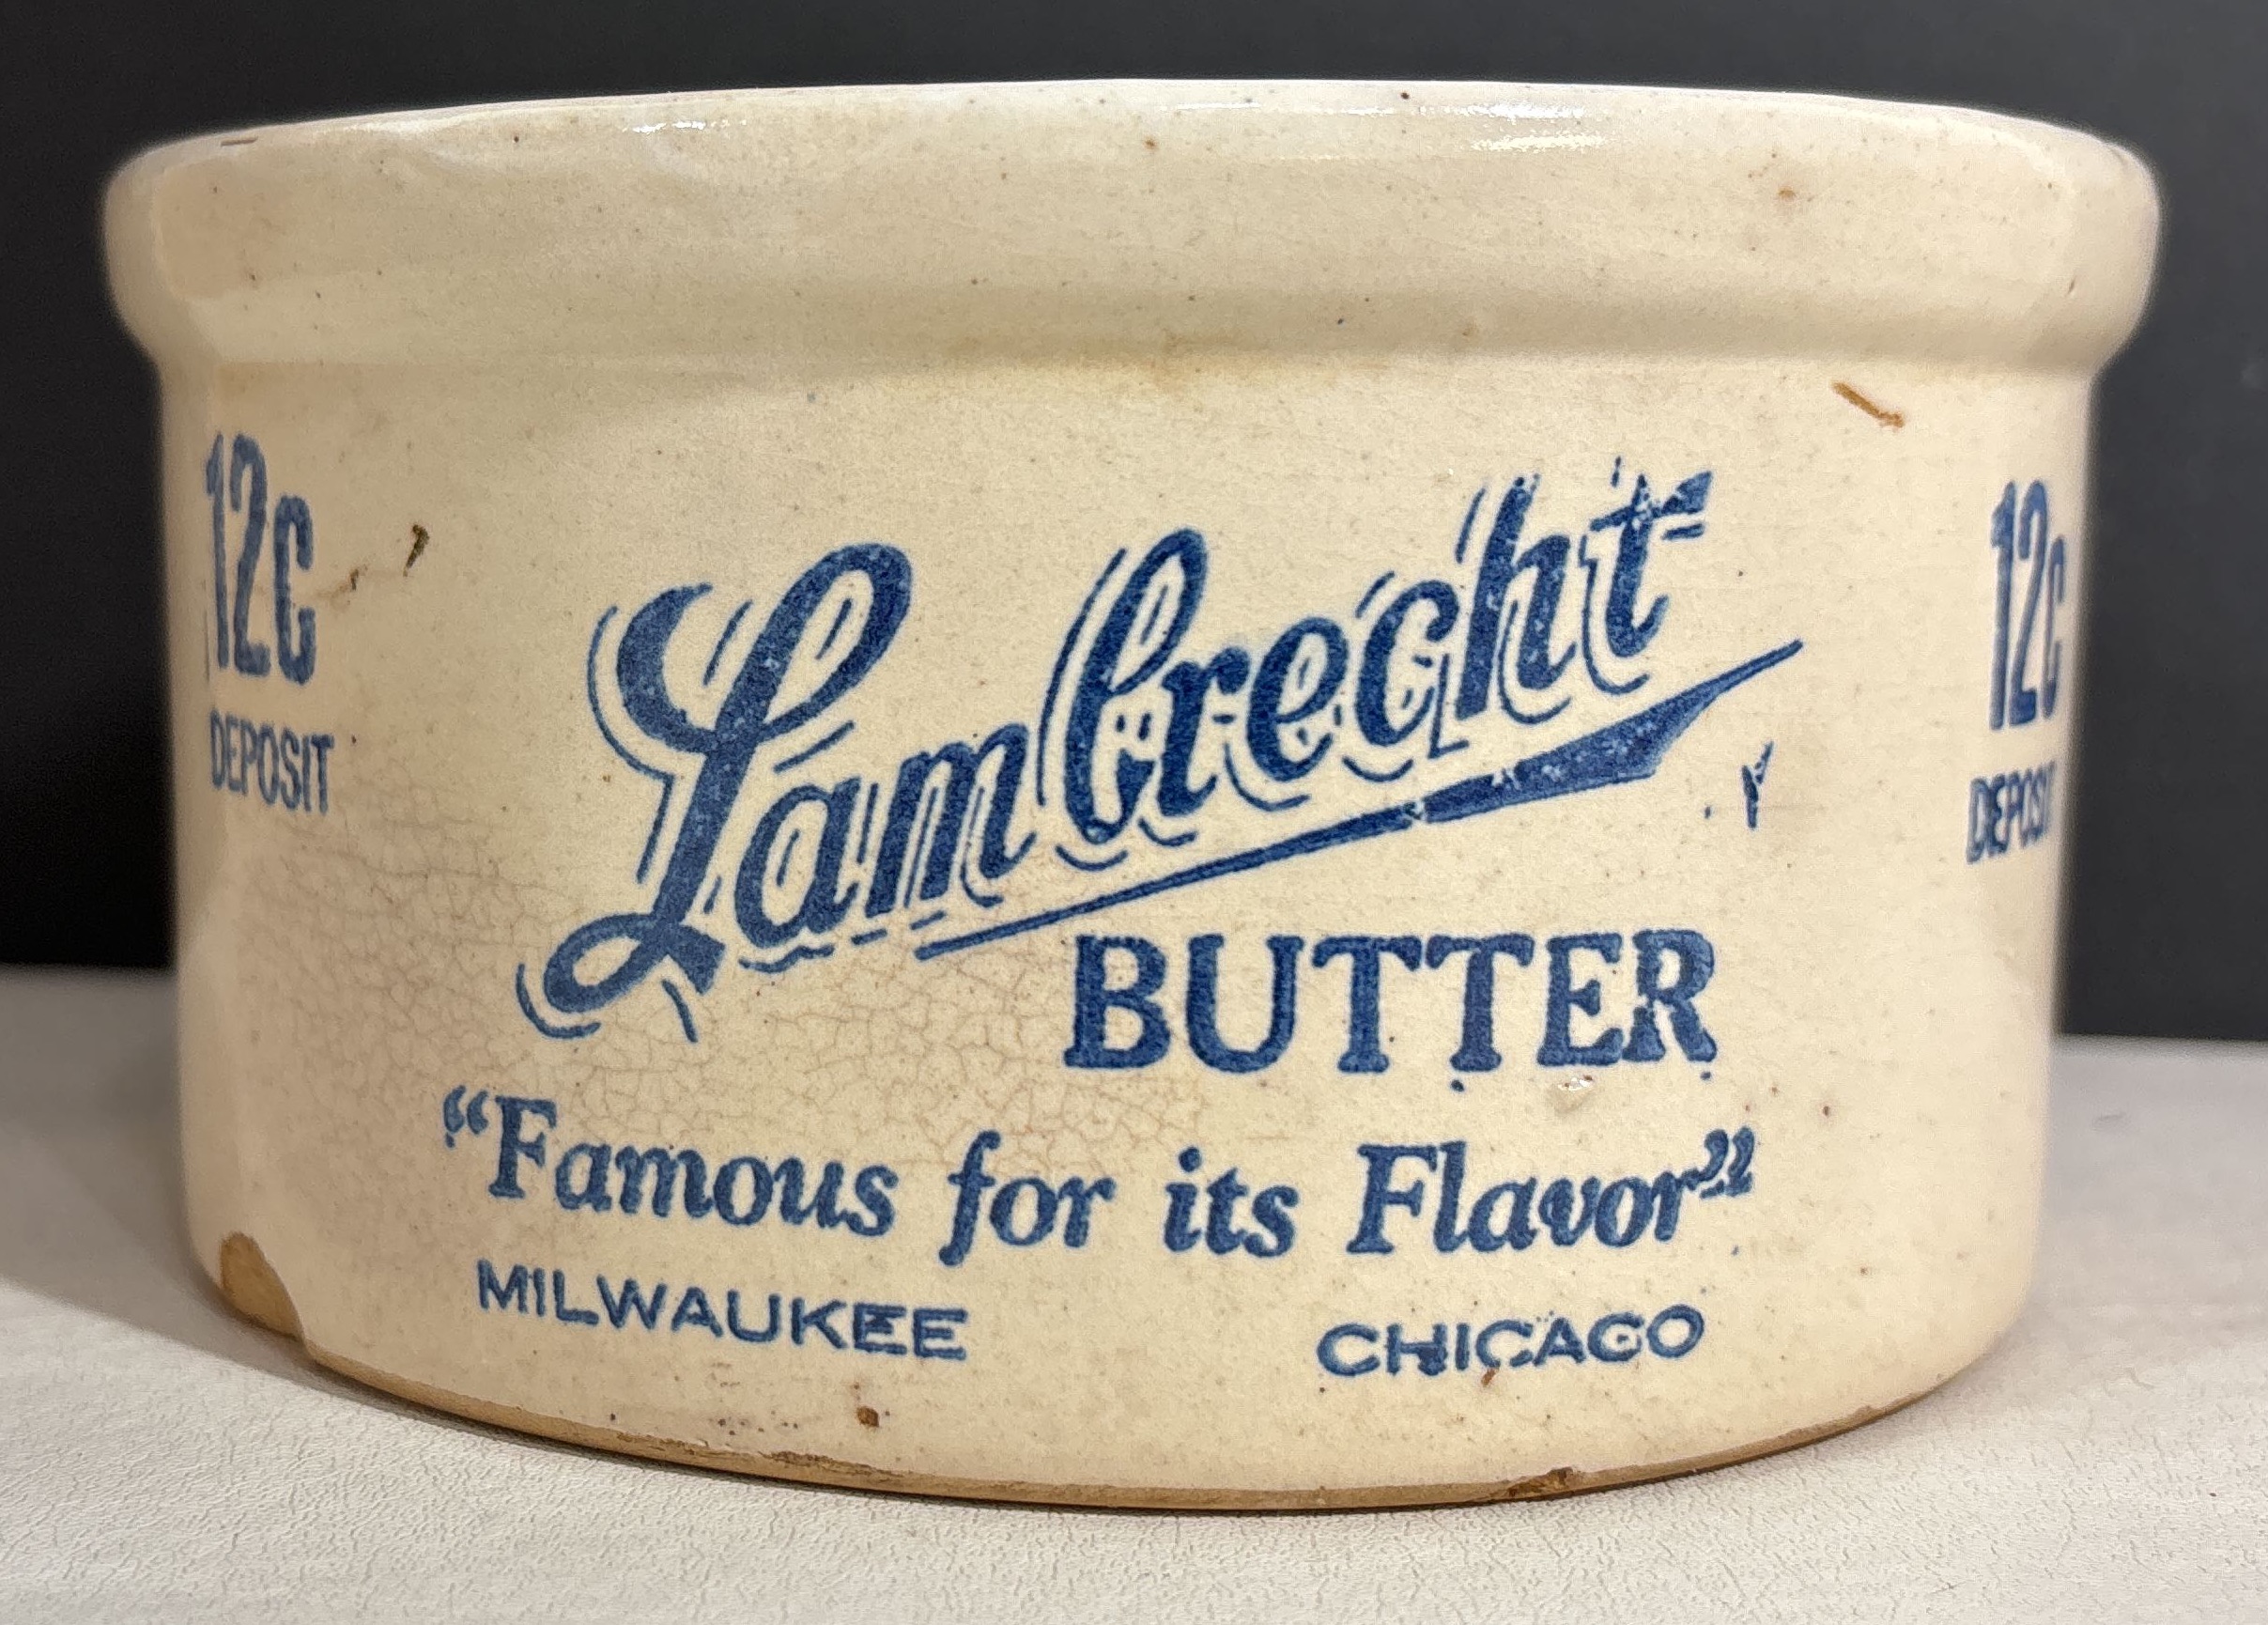 12c
DEPOSIT
Lambrecht
BUTTER
“Famous for its Flavor”
MILWAUKEE CHICAGO
12c
DEPOSIT